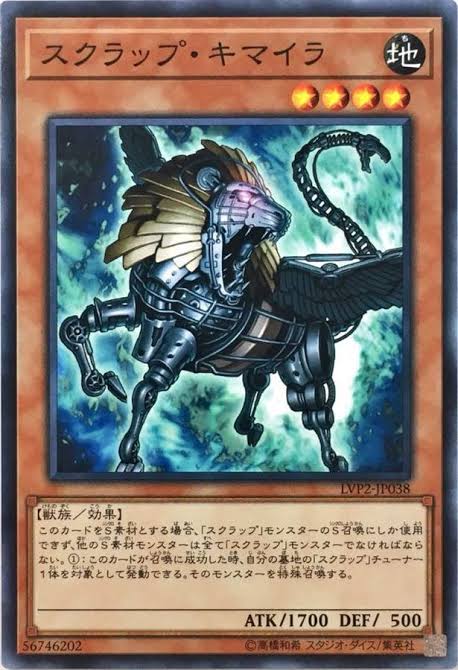 スクラップ・キマイラ
ち
地
LVP2-JP038
【獣族／効果】
このカードをS素材とする場合、「スクラップ」モンスターのS召喚にしか使用
できず、他のS素材モンスターは全て「スクラップ」モンスターでなければならな
い。①：このカードが召喚に成功した時、自分の墓地の「スクラップ」チューナー
1体を対象として発動できる。そのモンスターを特殊召喚する。
ATK/1700 DEF/ 500
56746202
©高橋和希 スタジオ・ダイス/集英社